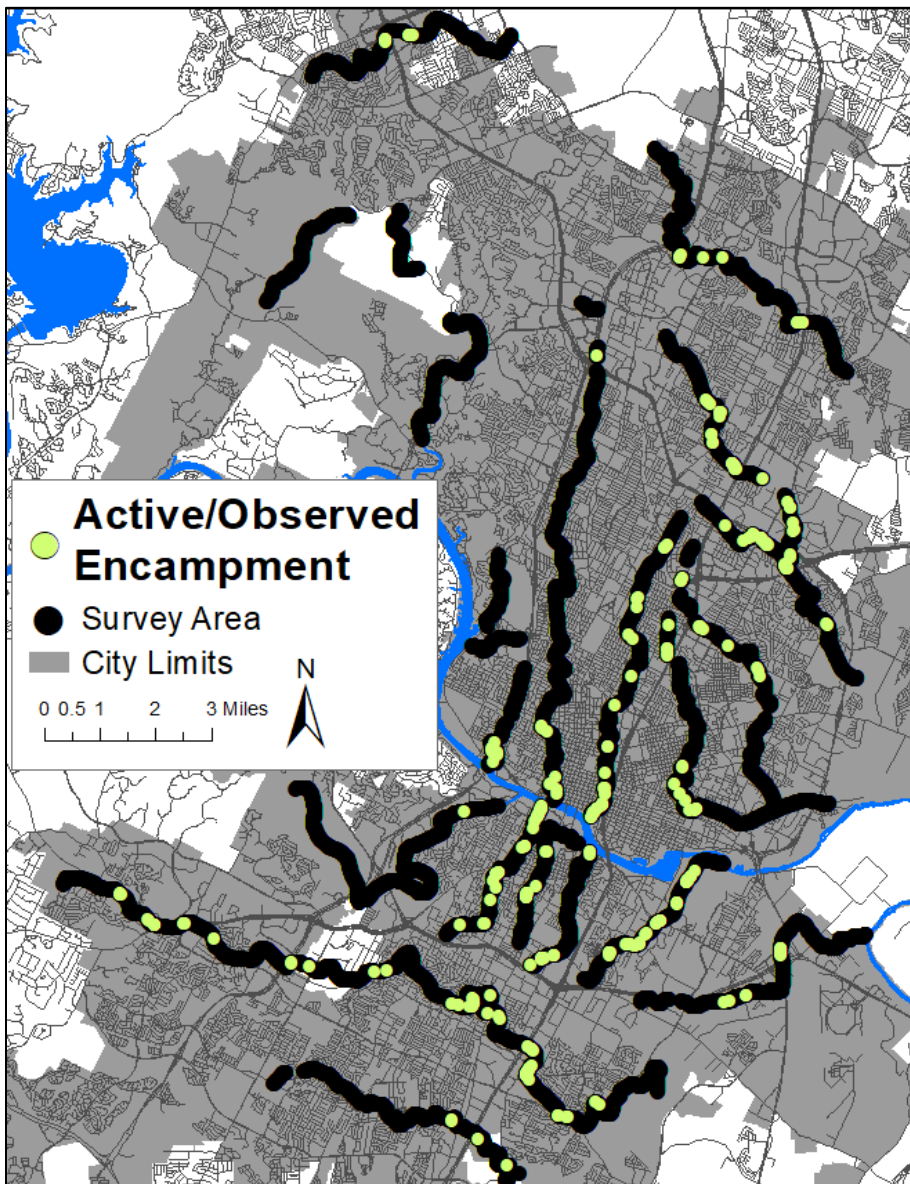 Active/Observed
Encampment
Survey Area
City Limits
N
0 0.5 1 2 3 Miles